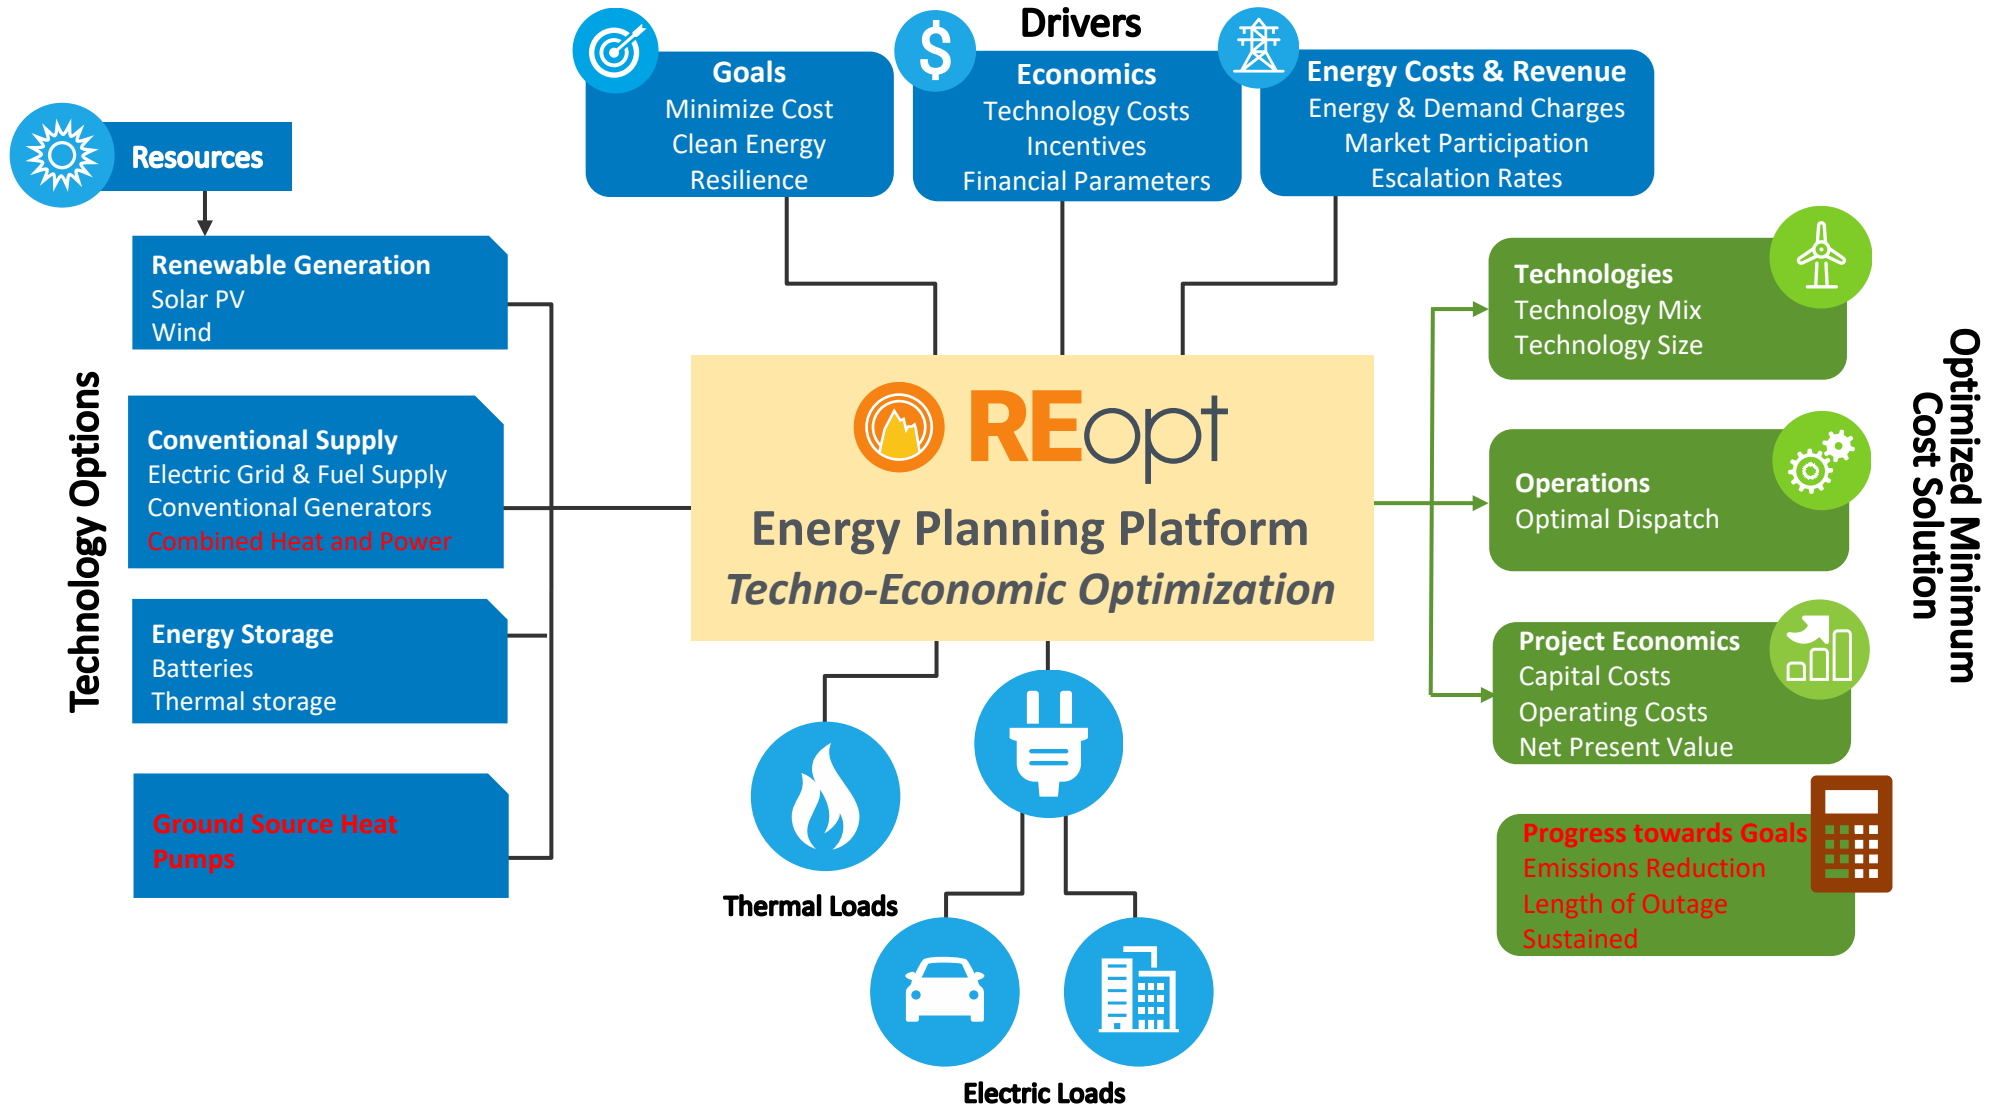 Drivers
Goals
Minimize Cost
Clean Energy
Resilience
Economics
Technology Costs
Incentives
Financial Parameters
Energy Costs & Revenue
Energy & Demand Charges
Market Participation
Escalation Rates
Resources
Technology Options
Renewable Generation
Solar PV
Wind
Conventional Supply
Electric Grid & Fuel Supply
Conventional Generators
Combined Heat and Power
Energy Storage
Batteries
Thermal storage
Ground Source Heat
Pumps
REopt
Energy Planning Platform
Techno-Economic Optimization
Thermal Loads
Electric Loads
Technologies
Technology Mix
Technology Size
Operations
Optimal Dispatch
Project Economics
Capital Costs
Operating Costs
Net Present Value
Progress towards Goals
Emissions Reduction
Length of Outage
Sustained
Optimized Minimum
Cost Solution